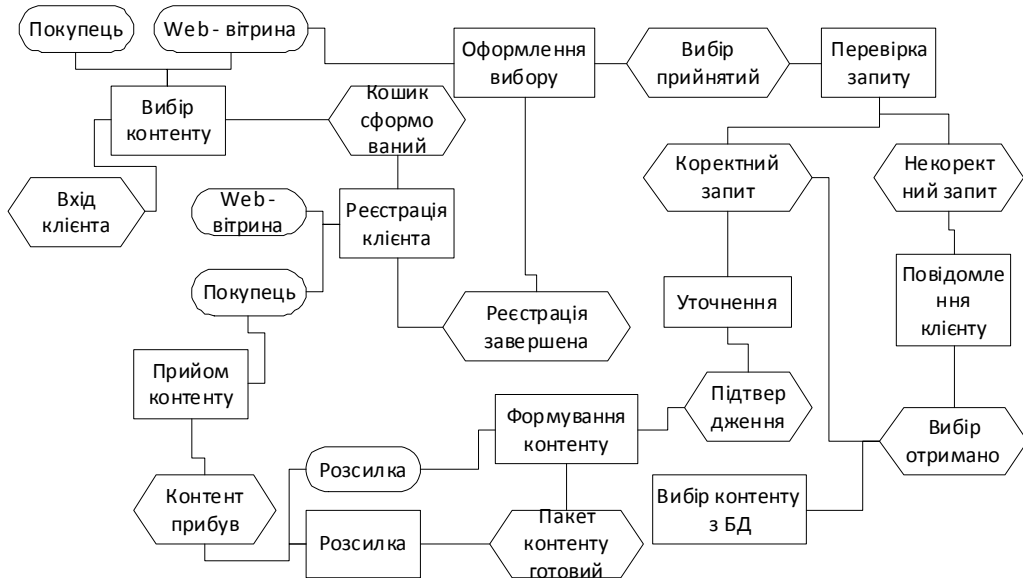 Покупець
Web - вітрина
Оформлення
вибору
Вибір
прийнятий
Перевірка
запиту
Вибір
контенту
Кошик
сформо
ваний
Коректний
запит
Некорект
ний запит
Вхід
клієнта
Web -
вітрина
Реєстрація
клієнта
Покупець
Реєстрація
завершена
Уточнення
Повідомле
ння
клієнту
Прийом
контенту
Формування
контенту
Підтвер
дження
Вибір
отримано
Розсилка
Контент
прибув
Розсилка
Пакет
контенту
готовий
Вибір контенту
з БД